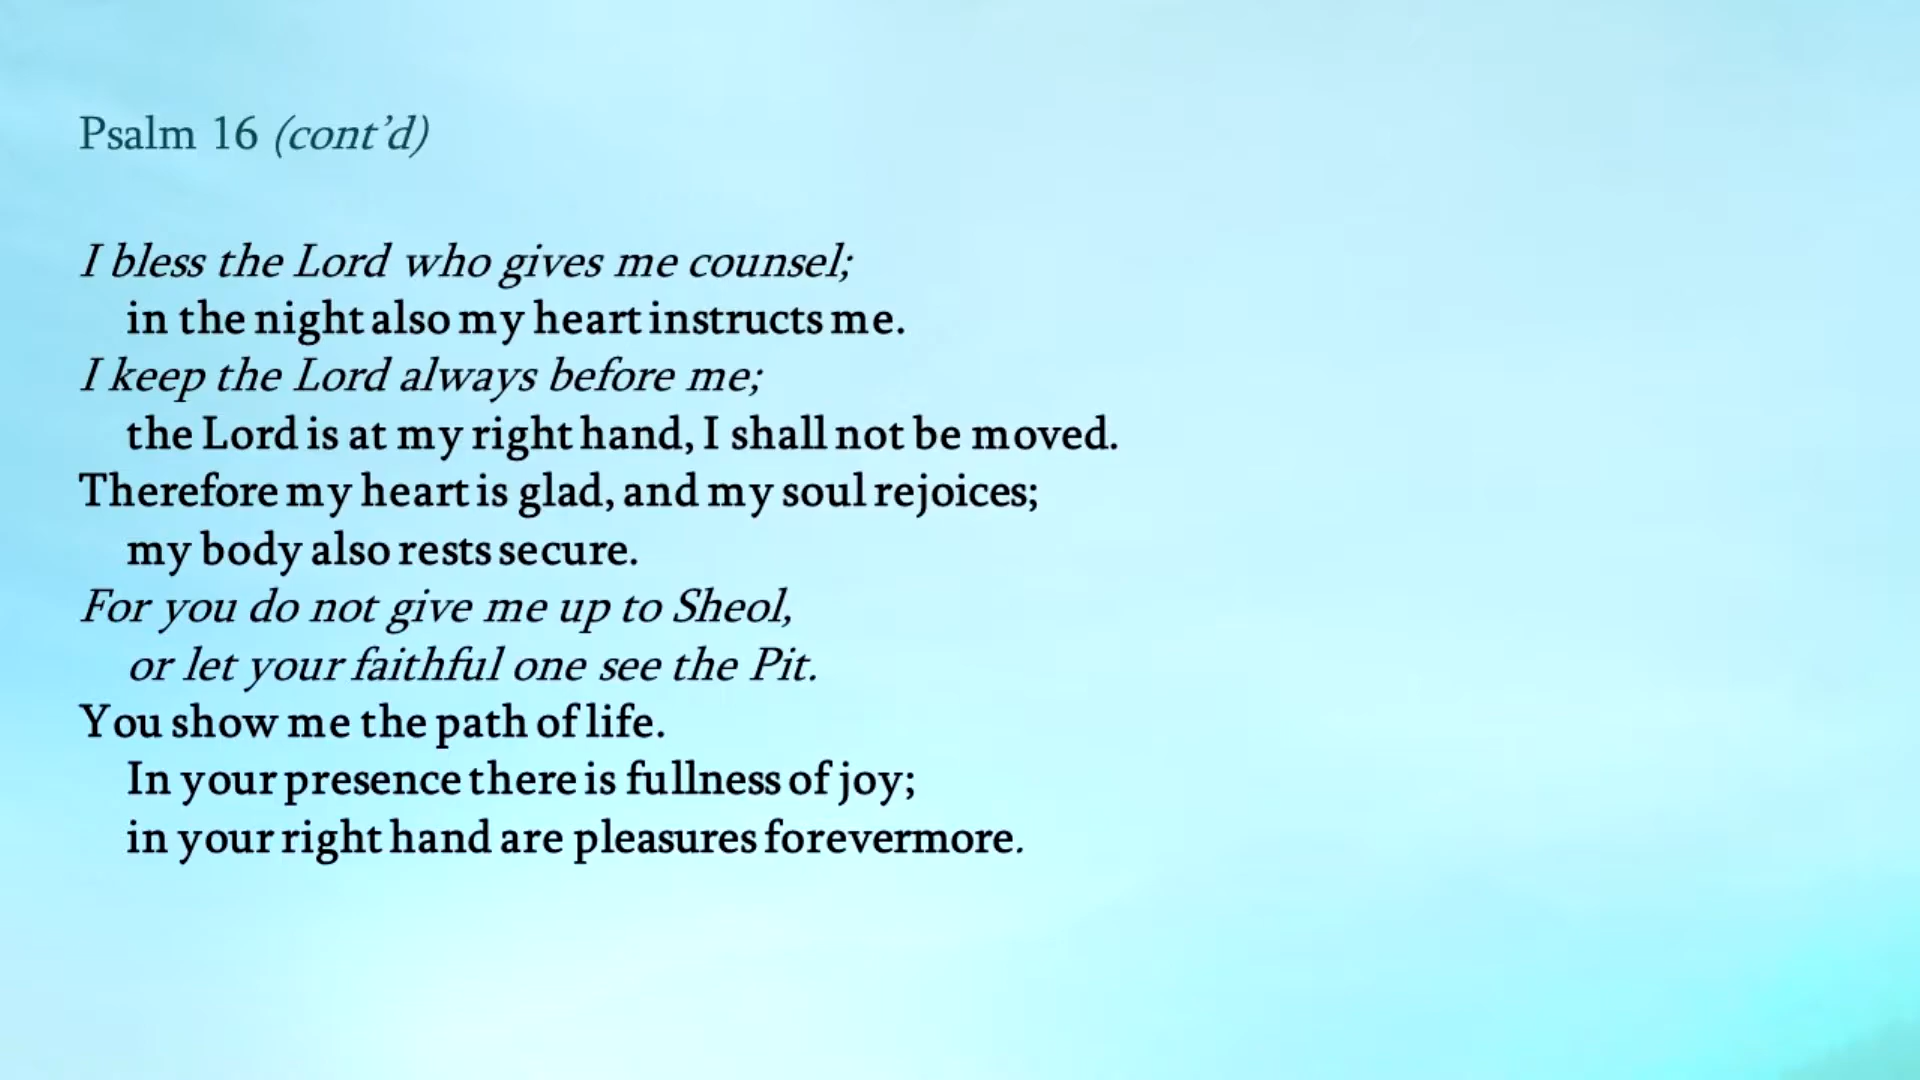 Psalm 16 (cont’d)
I bless the Lord who gives me counsel;
in the night also my heart instructs me.
I keep the Lord always before me;
the Lord is at my right hand, I shall not be moved.
Therefore my heart is glad, and my soul rejoices;
my body also rests secure.
For you do not give me up to Sheol,
or let your faithful one see the Pit.
You show me the path of life.
In your presence there is fullness of joy;
in your right hand are pleasures forevermore.